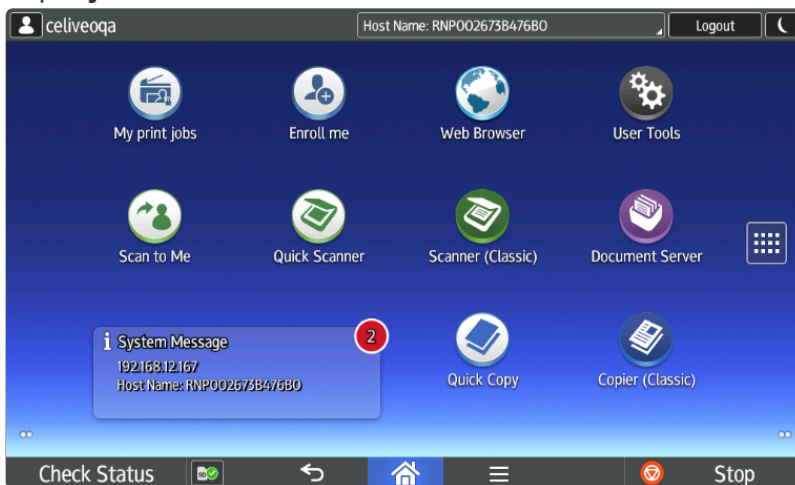 celiveoqa
Host Name: RNP002673B476B0
Logout
My print jobs
Enroll me
Web Browser
User Tools
Scan to Me
Quick Scanner
Scanner (Classic)
Document Server
System Message
2
192.168.12.167
Host Name: RNP002673B476B0
Quick Copy
Copier (Classic)
Check Status
SD
Stop